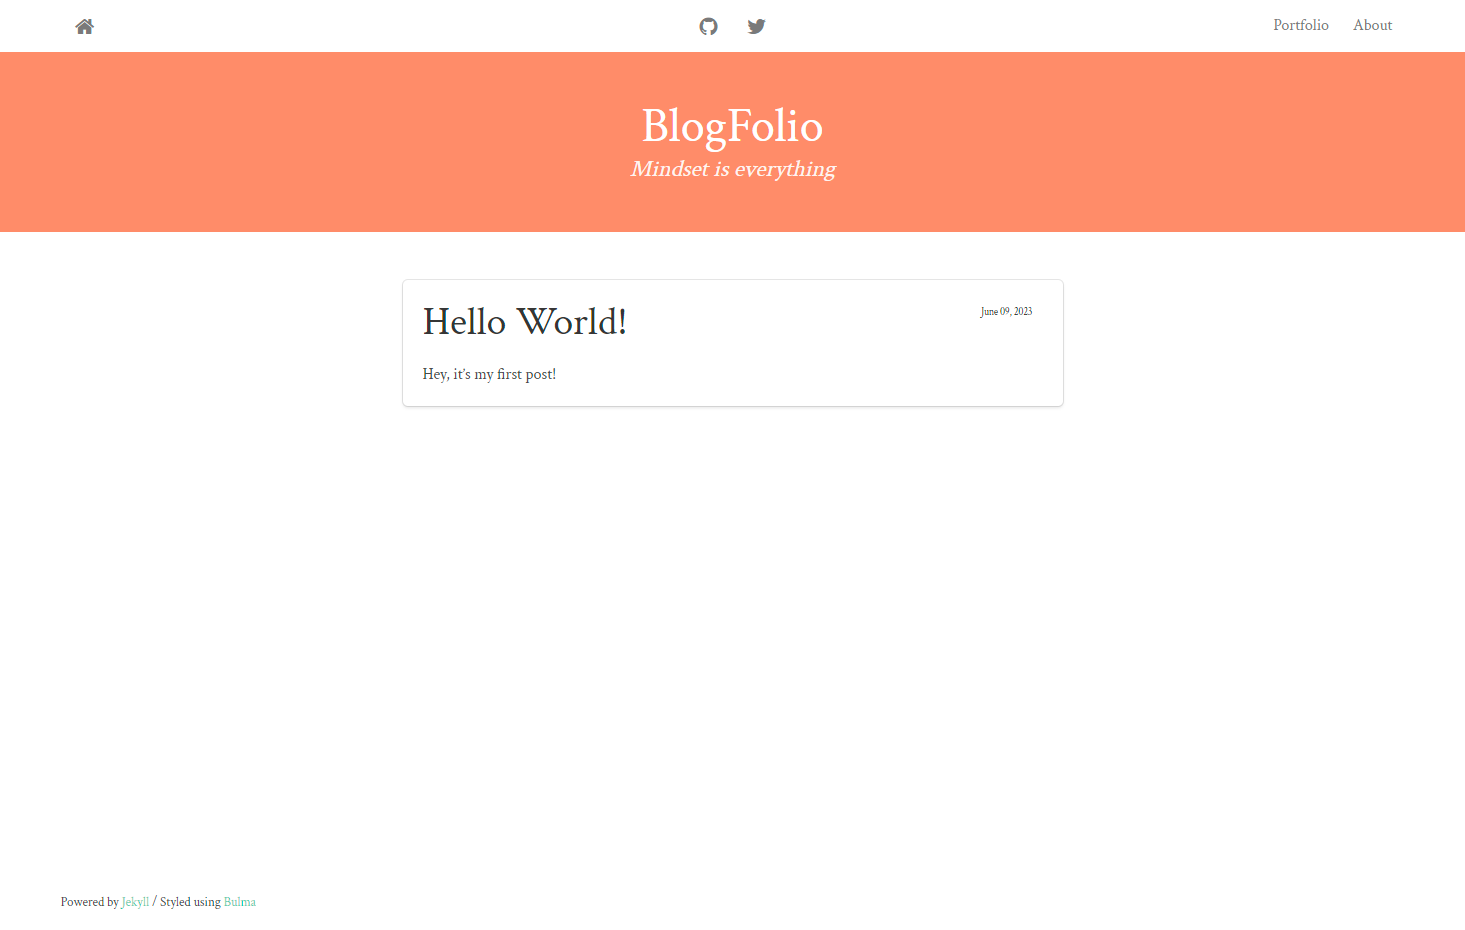 Portfolio About
BlogFolio
Mindset is everything
Hello World!
June 09, 2023
Hey, it's my first post!
Powered by Jekyll / Styled using Bulma